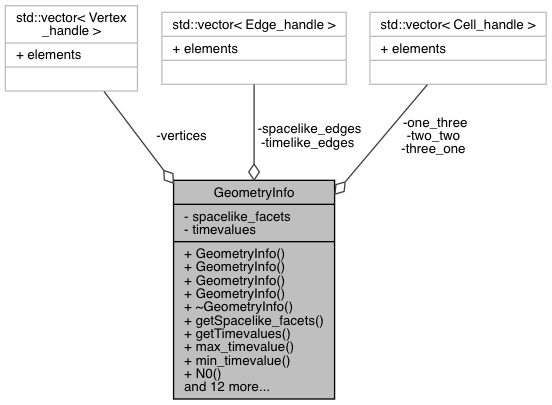 std::vector< Vertex
_handle >
+ elements
std::vector< Edge_handle >
+ elements
std::vector< Cell_handle >
+ elements
-vertices
-spacelike_edges
-timelike_edges
-one_three
-two_two
-three_one
GeometryInfo
- spacelike_facets
- timevalues
+ GeometryInfo()
+ GeometryInfo()
+ GeometryInfo()
+ GeometryInfo()
+ ~GeometryInfo()
+ getSpacelike_facets()
+ getTimevalues()
+ max_timevalue()
+ min_timevalue()
+ N0()
and 12 more...